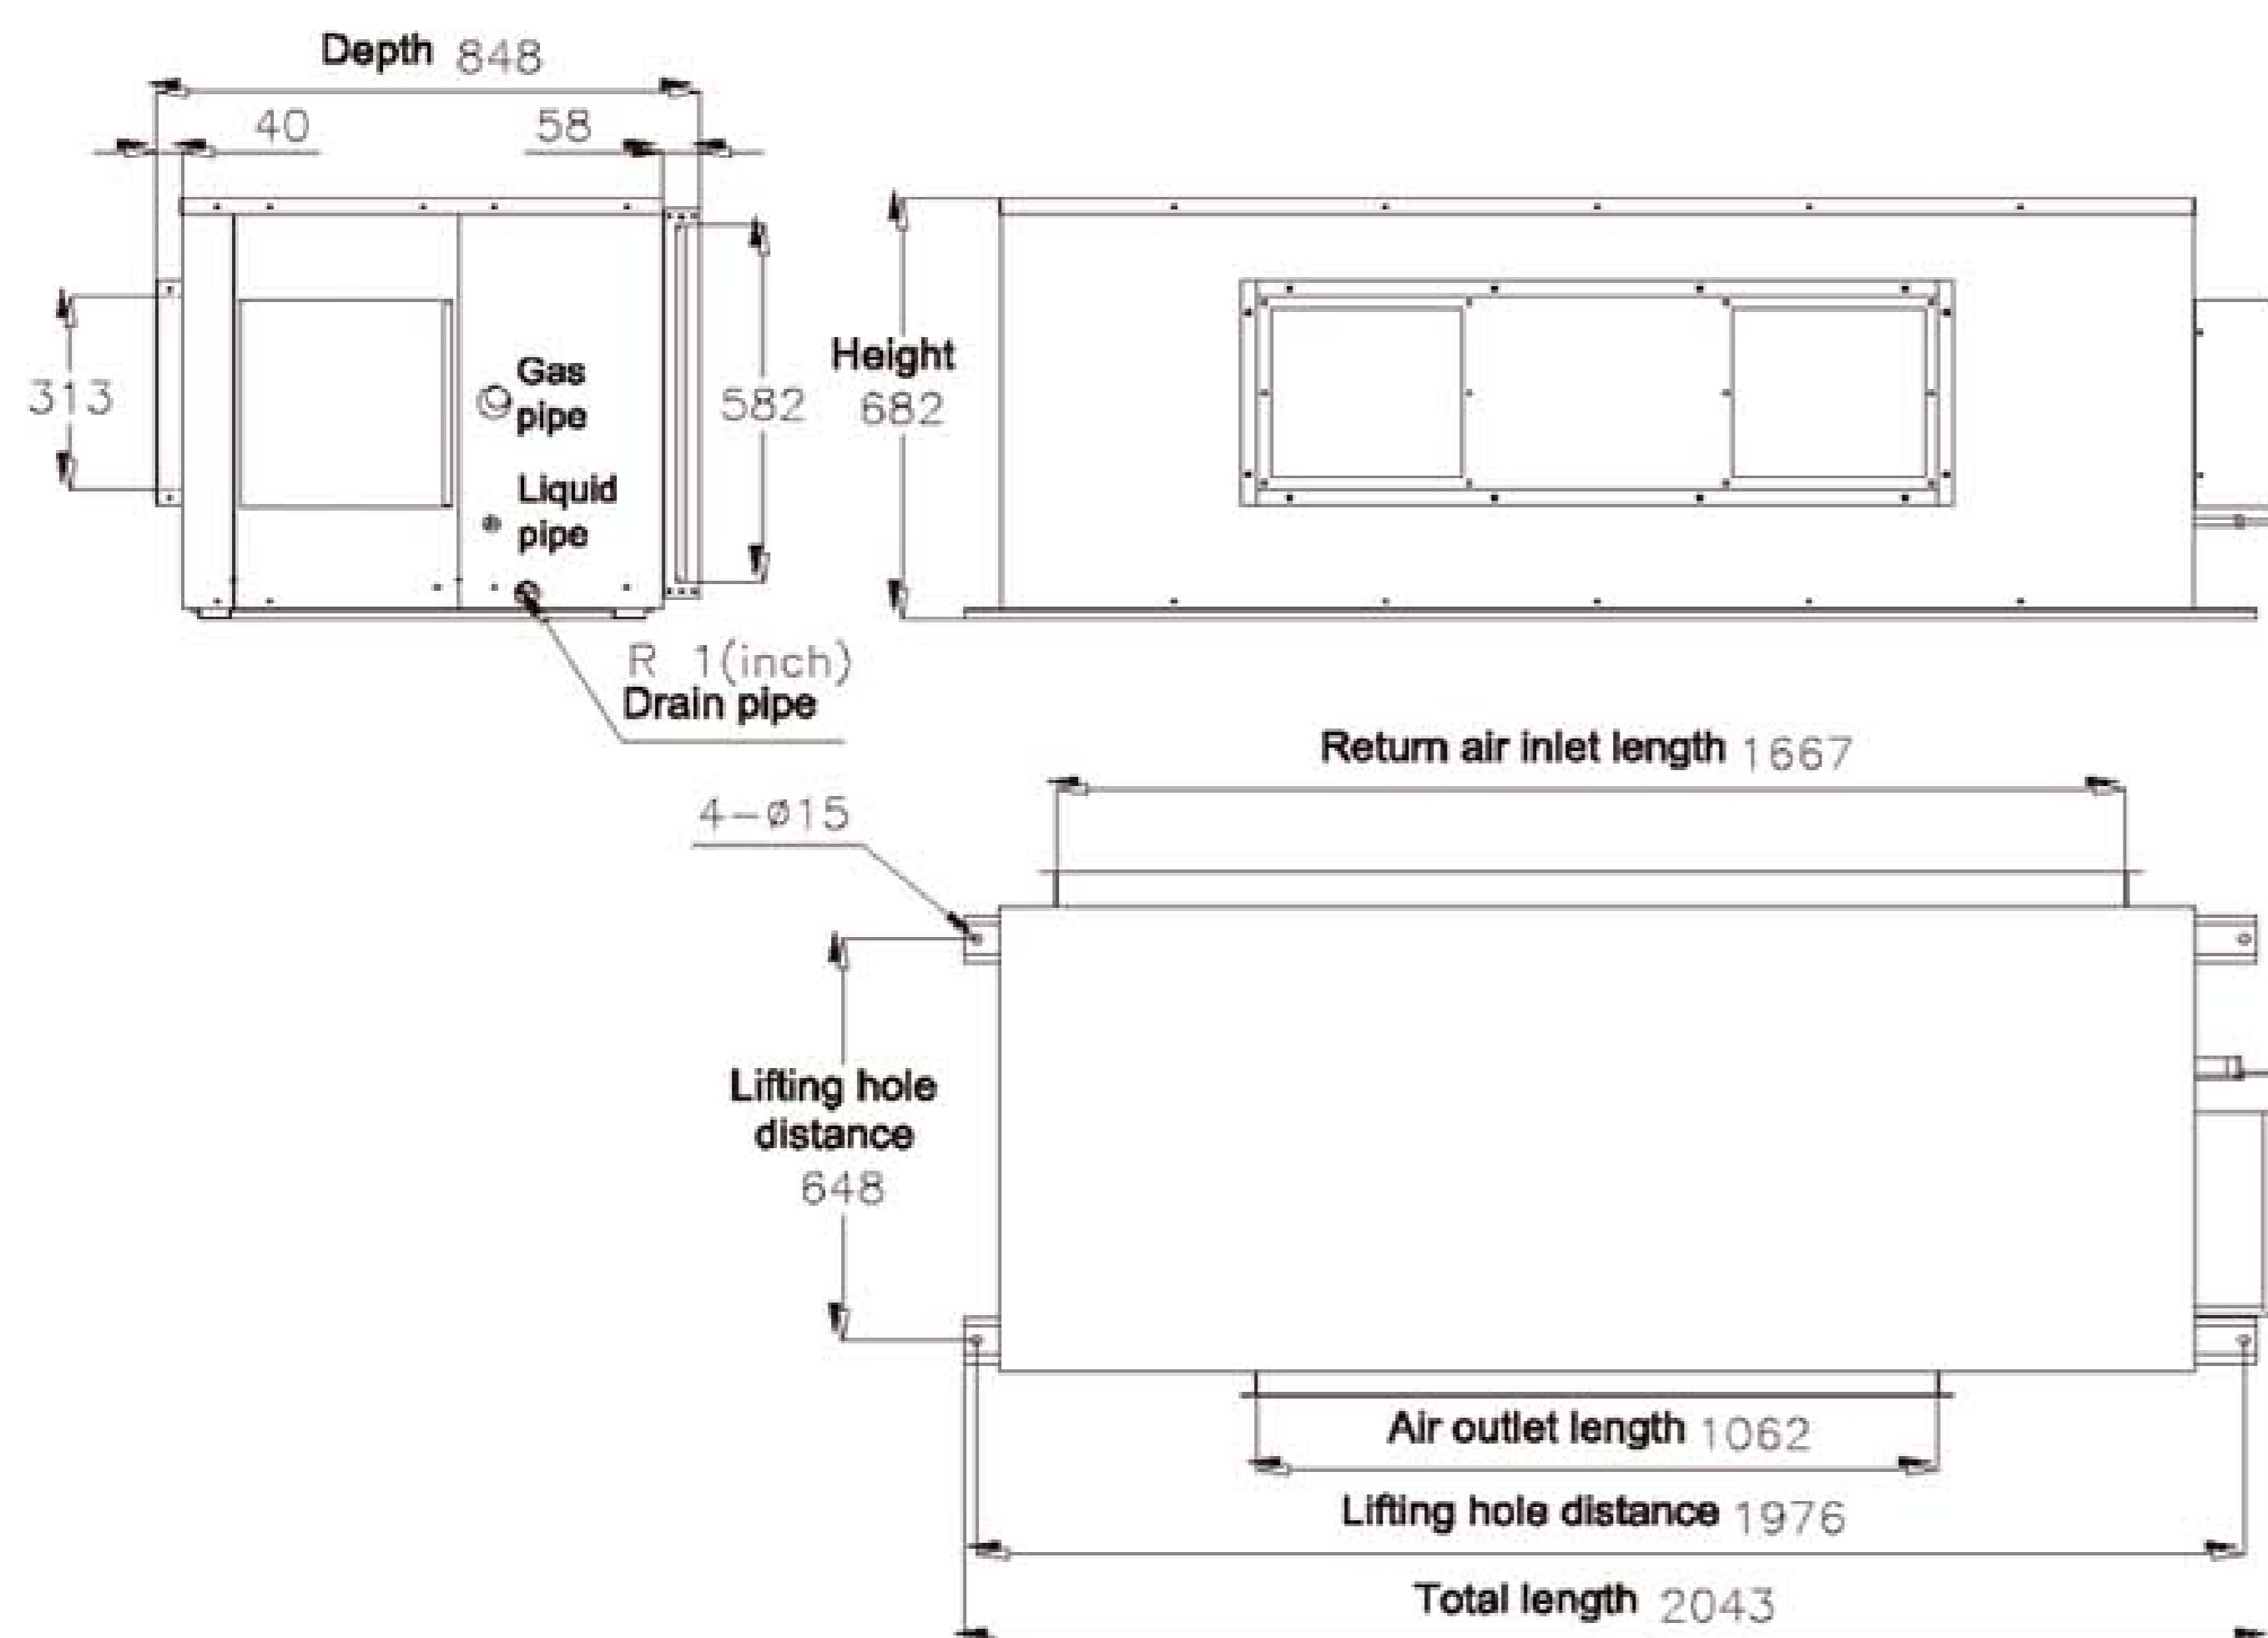 Depth 848
40 58
313
Gas
pipe
Liquid
pipe
582
R 1(inch)
Drain pipe
Height
682
Return air inlet length 1667
4-ø15
Lifting hole
distance
648
Air outlet length 1062
Lifting hole distance 1976
Total length 2043